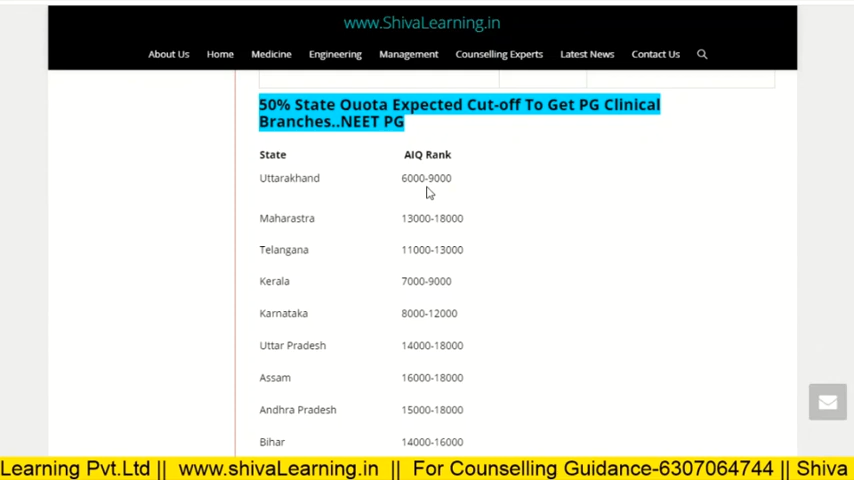 www.ShivaLearning.in
About Us Home Medicine Engineering Management Counselling Experts Latest News Contact Us
50% State Quota Expected Cut-off To Get PG Clinical
Branches..NEET PG
State AIQ Rank
Uttarakhand 6000-9000
Maharastra 13000-18000
Telangana 11000-13000
Kerala 7000-9000
Karnataka 8000-12000
Uttar Pradesh 14000-18000
Assam 16000-18000
Andhra Pradesh 15000-18000
Bihar 14000-16000
Learning Pvt.Ltd || www.shivaLearning.in || For Counselling Guidance-6307064744 || Shiva